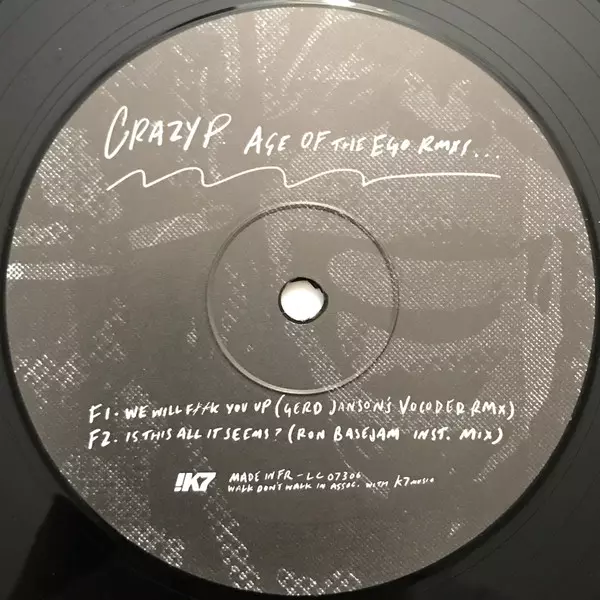 CRAZY P. AGE OF THE EGO RMXS...
F1. WE WILL F**K YOU UP (GERD JANSON'S VOCODER RMX)
F2. IS THIS ALL IT SEEMS? (RON BASEJAM INST. MIX)
!K7 MADE IN FR - LC 07306
WALK DON'T WALK IN ASSOC. WITH K7 MUSIC